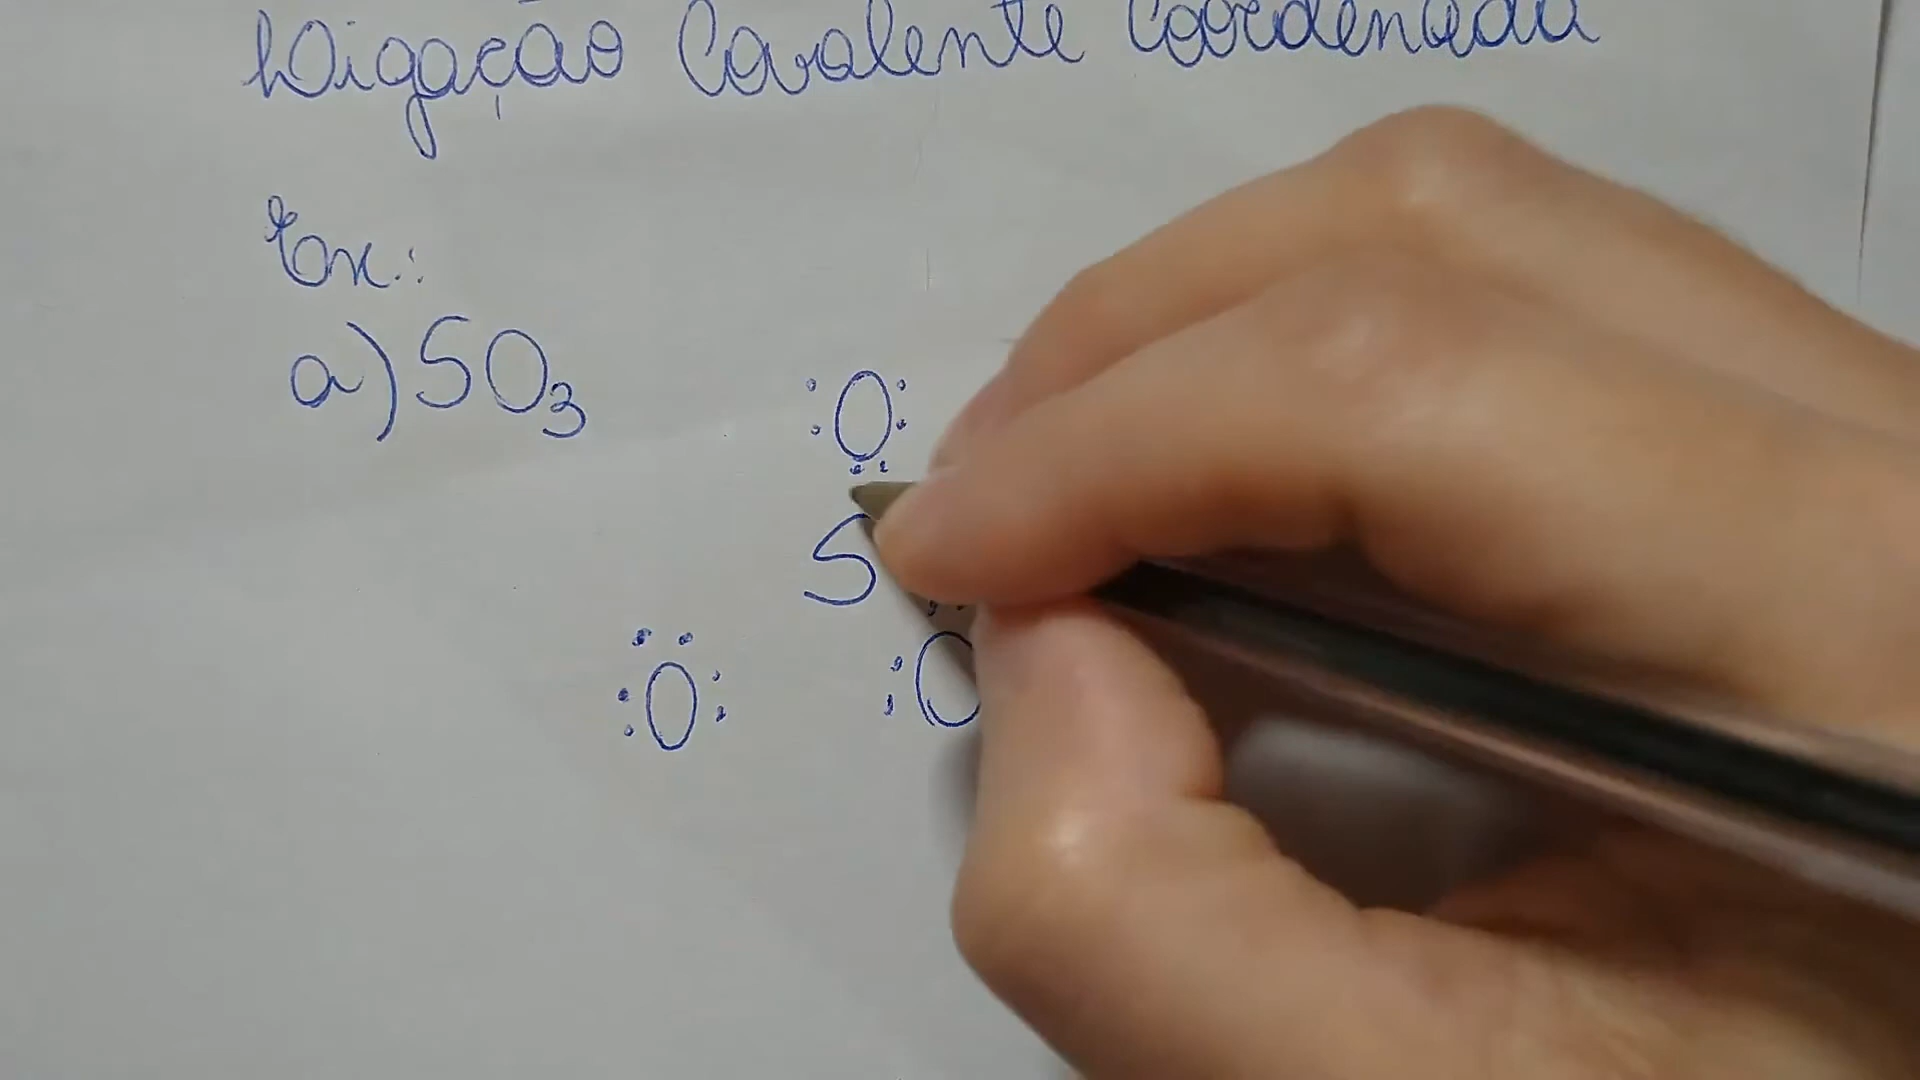 Ligação Covalente Coordenada
Ex.:
a) SO₃
O
S
O O